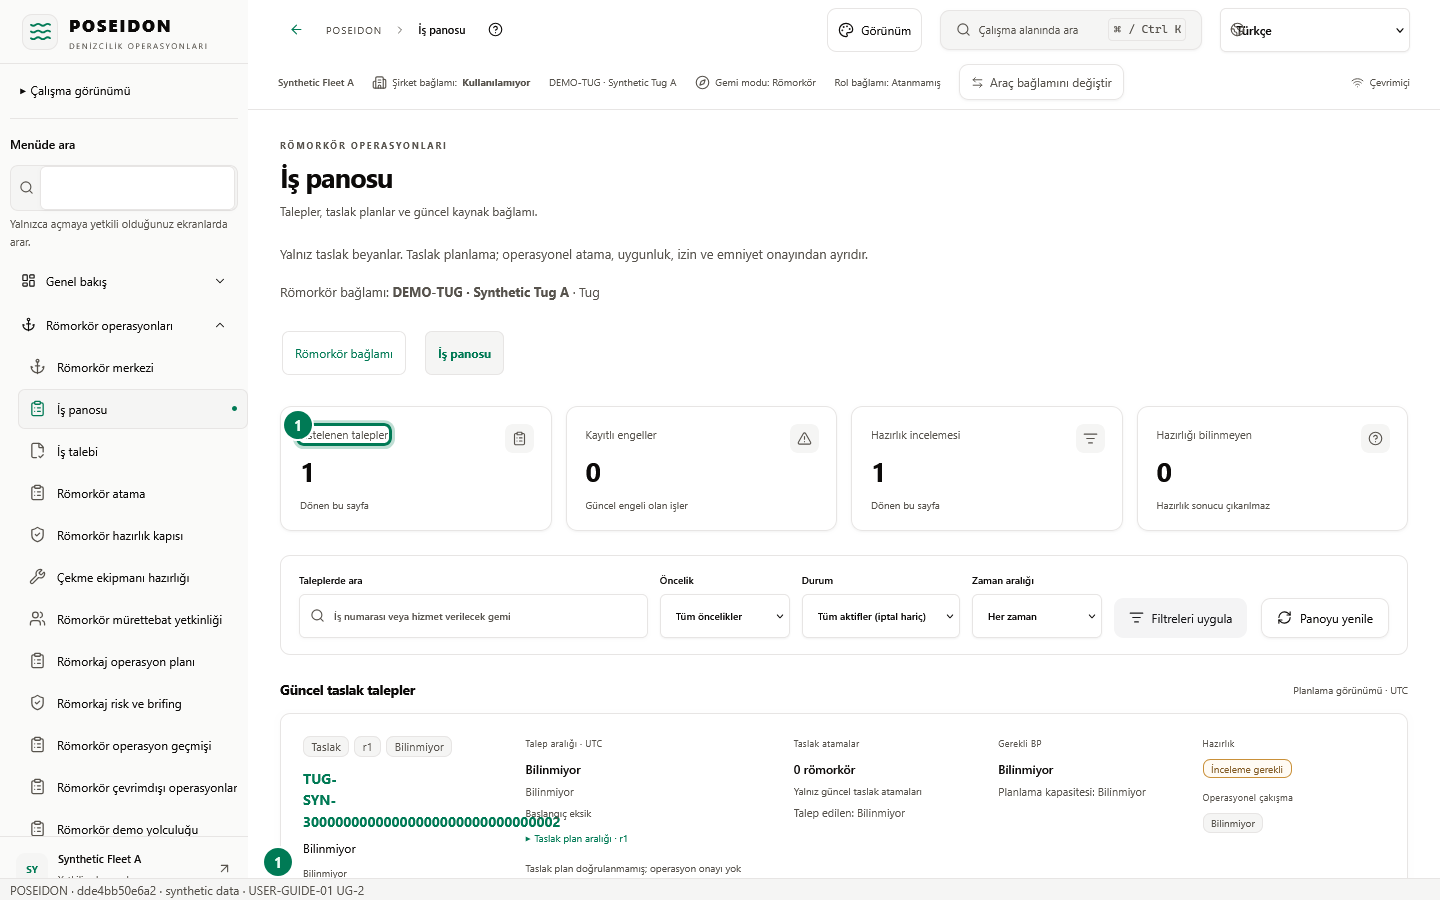 POSEIDON
DENİZCİLİK OPERASYONLARI
Çalışma görünümü
Menüde ara
Yalnızca açmaya yetkili olduğunuz ekranlarda arar.
Genel bakış
Römorkör operasyonları
Römorkör merkezi
İş panosu
İş talebi
Römorkör atama
Römorkör hazırlık kapısı
Çekme ekipmanı hazırlığı
Römorkör mürettebat yetkinliği
Römorkaj operasyon planı
Römorkaj risk ve brifing
Römorkör operasyon geçmişi
Römorkör çevrimdışı operasyonlar
Römorkör demo yolculuğu
SY
Synthetic Fleet A
POSEIDON
İş panosu
Görünüm
Çalışma alanında ara
⌘ / Ctrl K
Türkçe
Synthetic Fleet A
Şirket bağlamı: Kullanılamıyor
DEMO-TUG · Synthetic Tug A
Gemi modu: Römorkör
Rol bağlamı: Atanmamış
Araç bağlamını değiştir
Çevrimiçi
RÖMORKÖR OPERASYONLARI
İş panosu
Talepler, taslak planlar ve güncel kaynak bağlamı.
Yalnız taslak beyanlar. Taslak planlama; operasyonel atama, uygunluk, izin ve emniyet onayından ayrıdır.
Römorkör bağlamı: DEMO-TUG · Synthetic Tug A · Tug
Römorkör bağlamı
İş panosu
1
talepler
1
Dönen bu sayfa
Kayıtlı engeller
0
Güncel engeli olan işler
Hazırlık incelemesi
1
Dönen bu sayfa
Hazırlığı bilinmeyen
0
Hazırlık sonucu çıkarılmaz
Taleplerde ara
İş numarası veya hizmet verilecek gemi
Öncelik
Tüm öncelikler
Durum
Tüm aktifler (iptal hariç)
Zaman aralığı
Her zaman
Filtreleri uygula
Panoyu yenile
Güncel taslak talepler
Planlama görünümü · UTC
Taslak
r1
Bilinmiyor
TUG-
SYN-
Bilinmiyor
Bilinmiyor
1
Talep aralığı · UTC
Bilinmiyor
Bilinmiyor
Başlangıç eksik
Taslak plan aralığı · r1
Taslak plan doğrulanmamış; operasyon onayı yok
Taslak atamalar
0 römorkör
Yalnız güncel taslak atamaları
Talep edilen: Bilinmiyor
Gerekli BP
Bilinmiyor
Planlama kapasitesi: Bilinmiyor
Hazırlık
İnceleme gerekli
Operasyonel çakışma
Bilinmiyor
POSEIDON · dde4bb50e6a2 · synthetic data · USER-GUIDE-01 UG-2